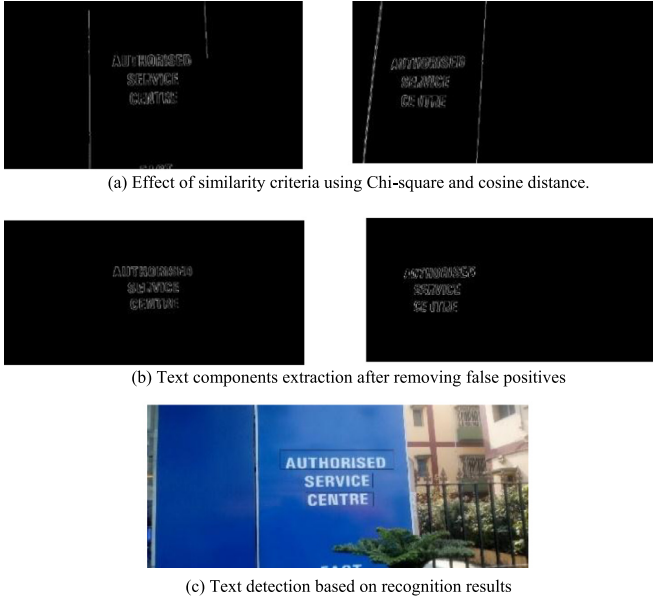 AUTHORISED
SERVICE
CENTRE
(a) Effect of similarity criteria using Chi-square and cosine distance.
AUTHORISED
SERVICE
CENTRE
(b) Text components extraction after removing false positives
AUTHORISED
SERVICE
CENTRE
(c) Text detection based on recognition results